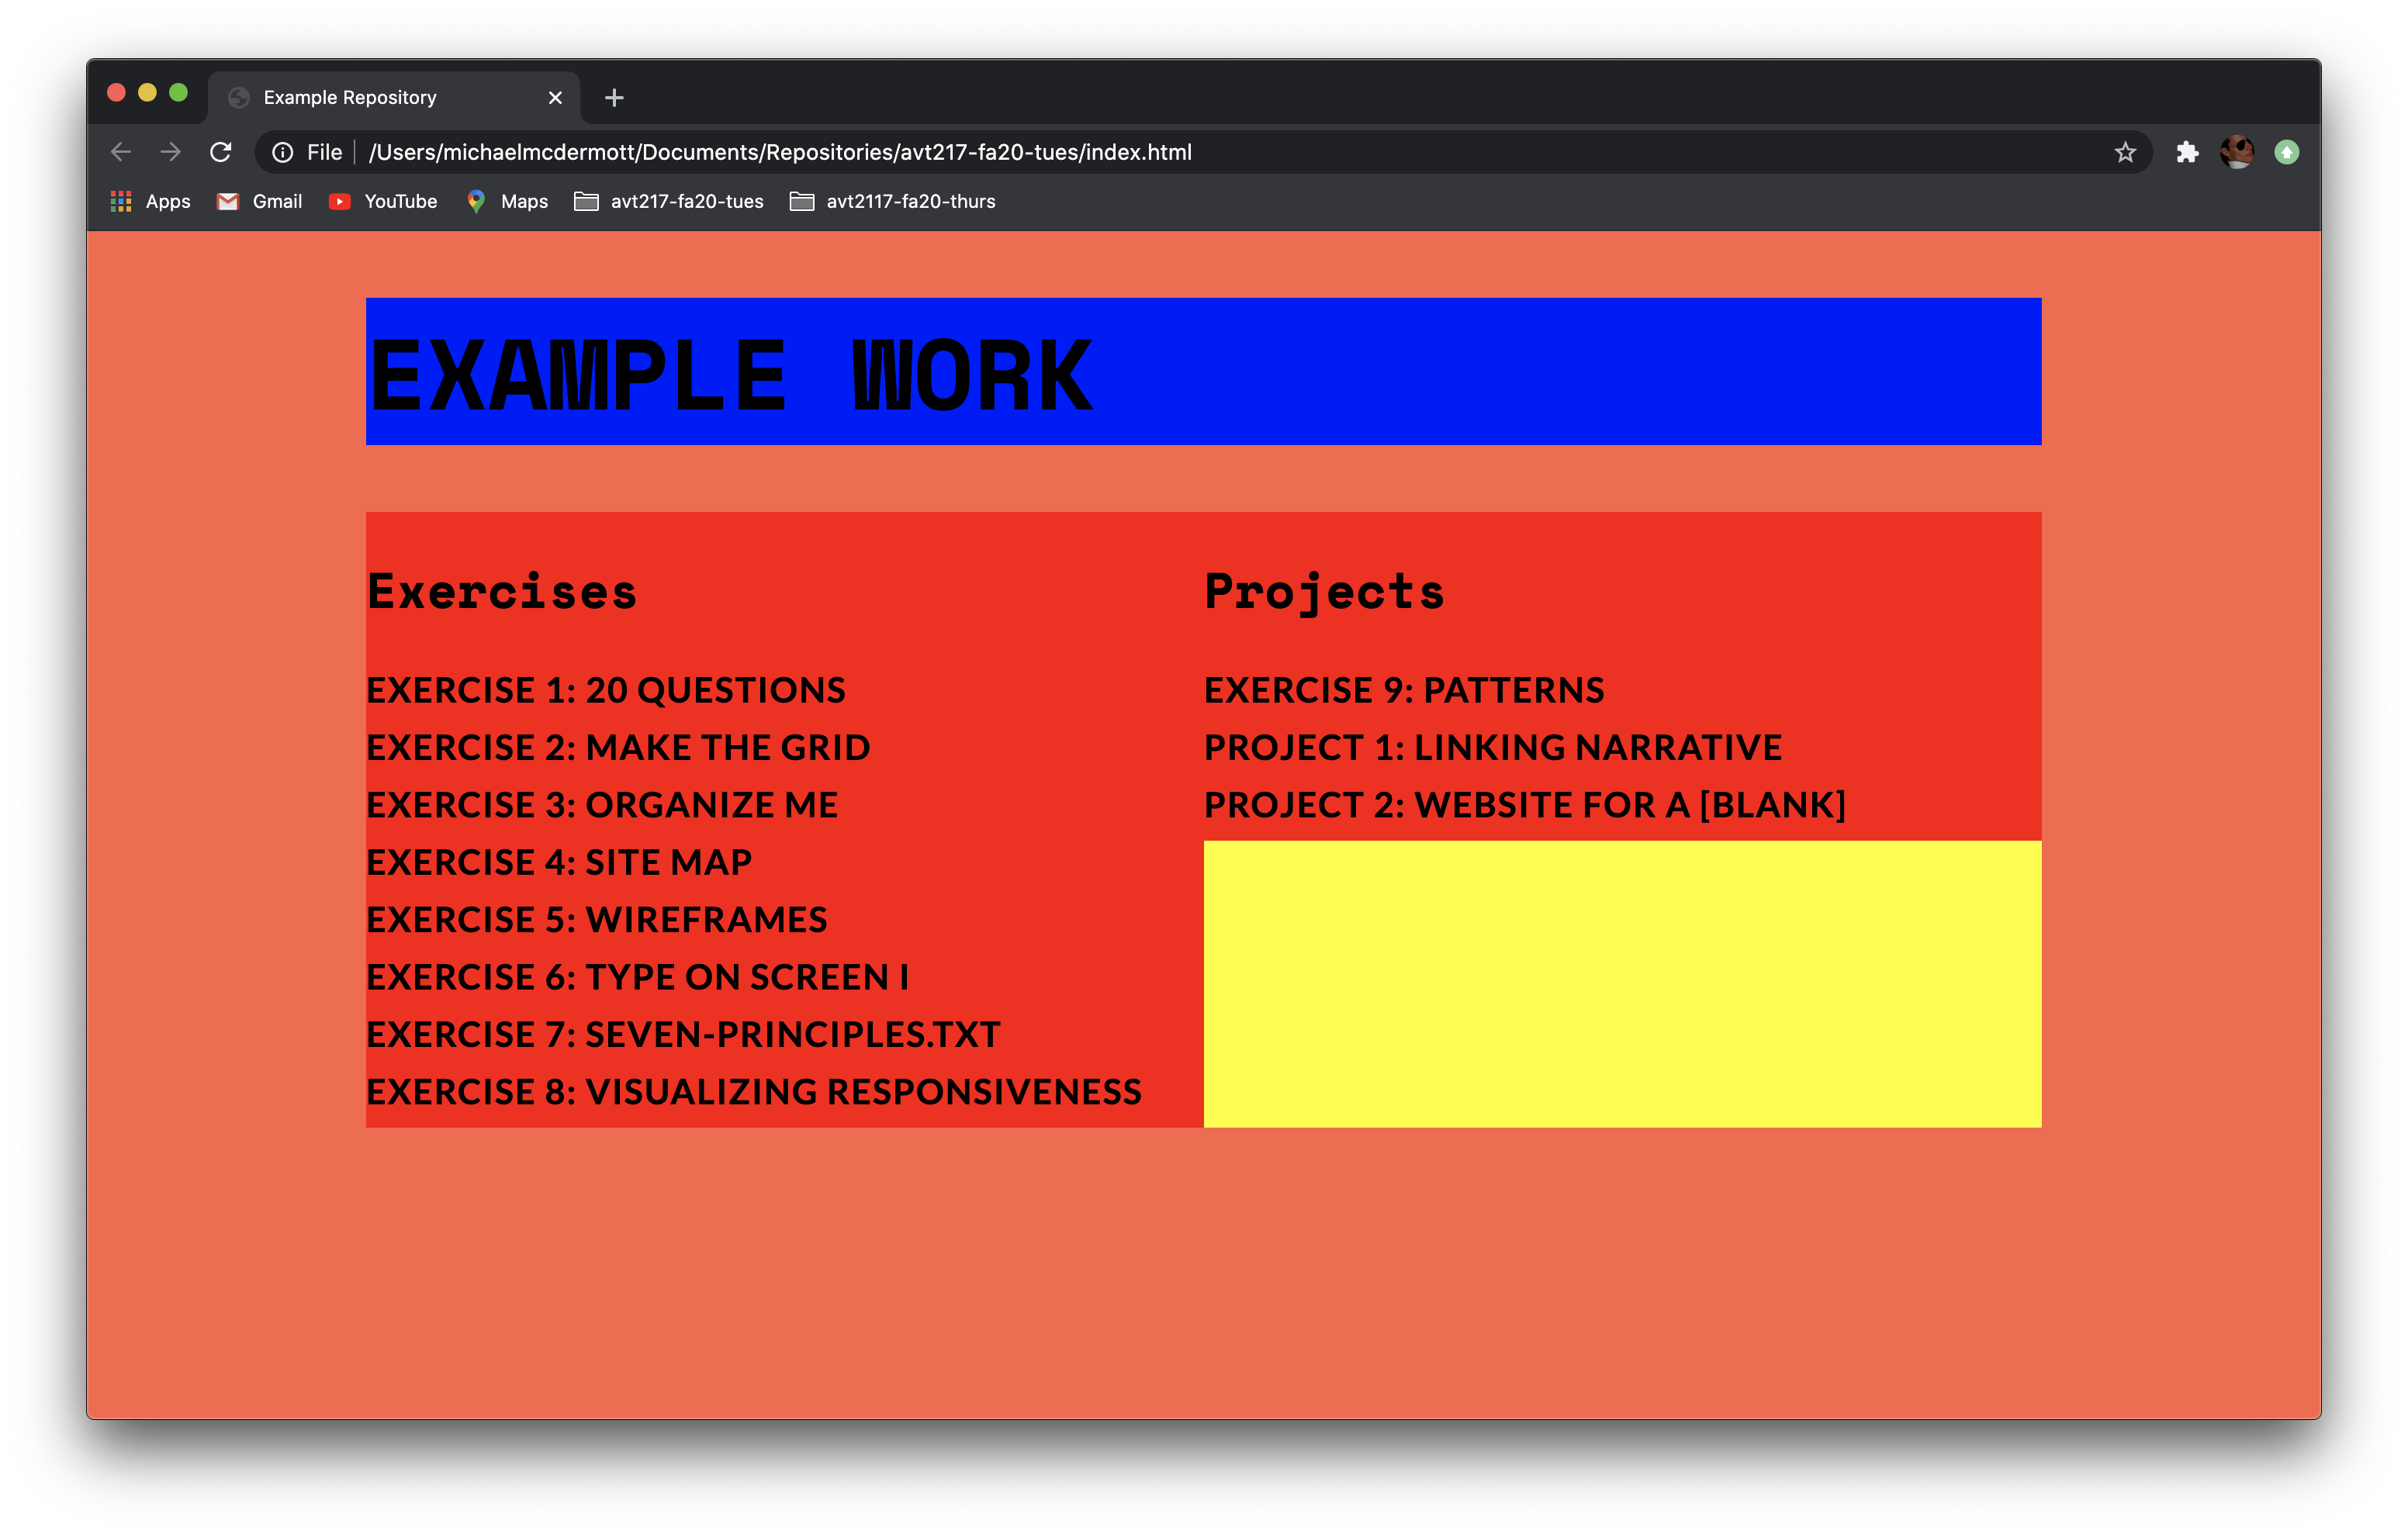 Example Repository
File /Users/michaelmcdermott/Documents/Repositories/avt217-fa20-tues/index.html
Apps Gmail YouTube Maps avt217-fa20-tues avt2117-fa20-thurs
EXAMPLE WORK
Exercises
EXERCISE 1: 20 QUESTIONS
EXERCISE 2: MAKE THE GRID
EXERCISE 3: ORGANIZE ME
EXERCISE 4: SITE MAP
EXERCISE 5: WIREFRAMES
EXERCISE 6: TYPE ON SCREEN I
EXERCISE 7: SEVEN-PRINCIPLES.TXT
EXERCISE 8: VISUALIZING RESPONSIVENESS
Projects
EXERCISE 9: PATTERNS
PROJECT 1: LINKING NARRATIVE
PROJECT 2: WEBSITE FOR A [BLANK]